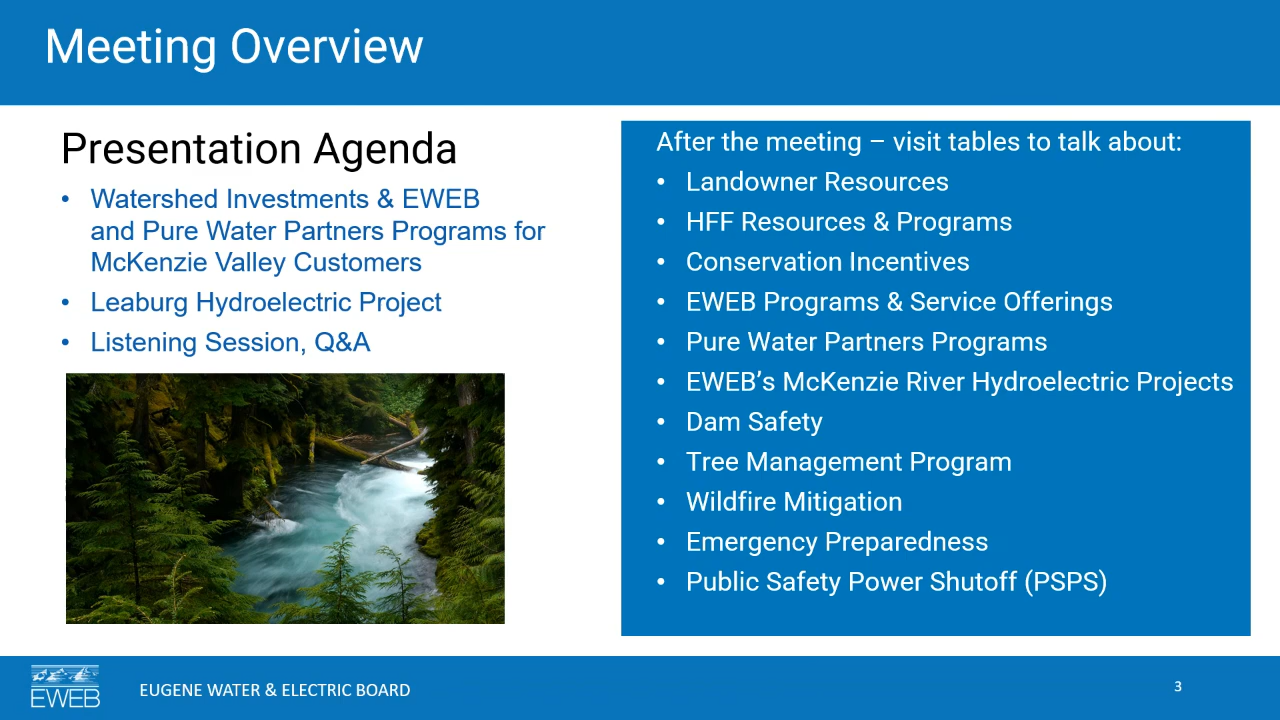 Meeting Overview
Presentation Agenda
• Watershed Investments & EWEB
and Pure Water Partners Programs for
McKenzie Valley Customers
• Leaburg Hydroelectric Project
• Listening Session, Q&A
After the meeting – visit tables to talk about:
• Landowner Resources
• HFF Resources & Programs
• Conservation Incentives
• EWEB Programs & Service Offerings
• Pure Water Partners Programs
• EWEB’s McKenzie River Hydroelectric Projects
• Dam Safety
• Tree Management Program
• Wildfire Mitigation
• Emergency Preparedness
• Public Safety Power Shutoff (PSPS)
EWEB
EUGENE WATER & ELECTRIC BOARD
3